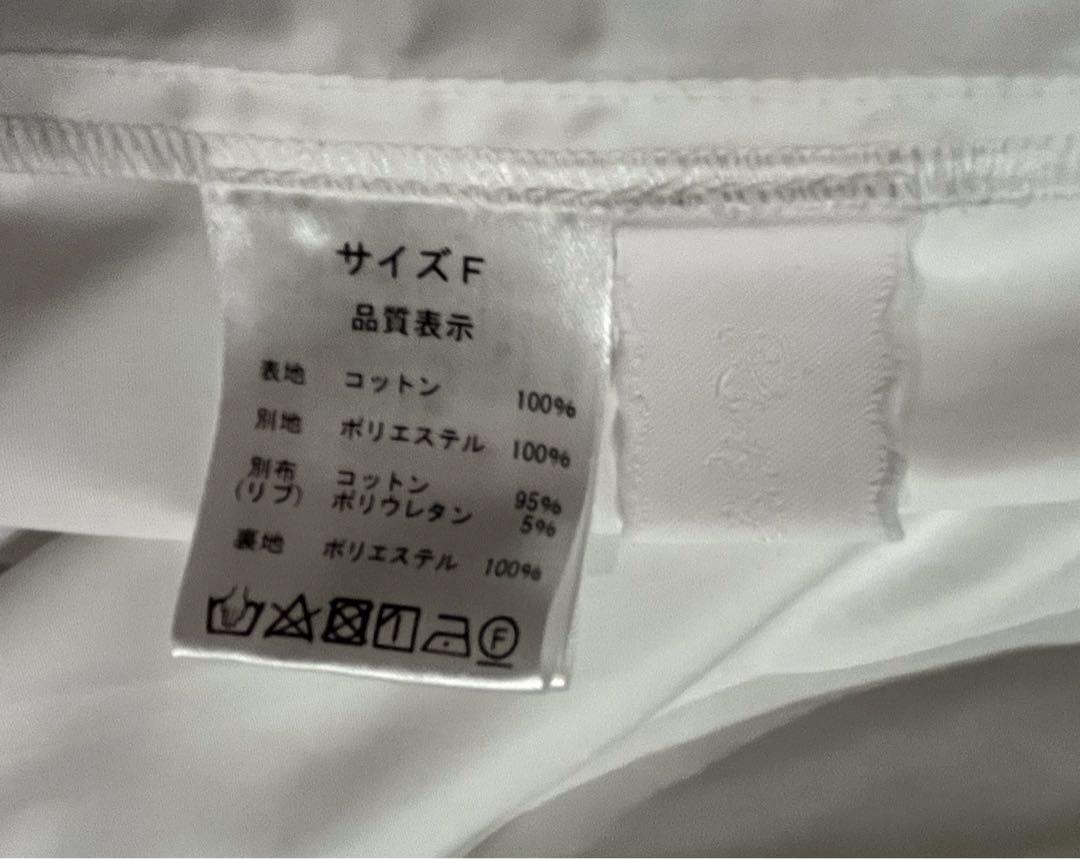 サイズF
品質表示
表地 コットン 100%
別地 ポリエステル 100%
別布 コットン 95%
(リブ) ポリウレタン 5%
裏地 ポリエステル 100%
F